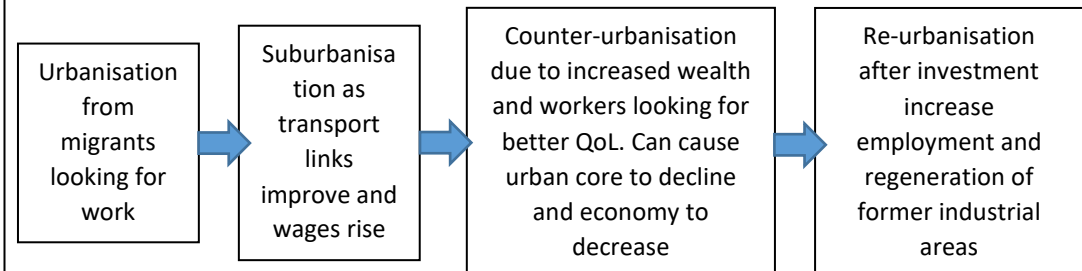 Urbanisation
from
migrants
looking for
work
Suburbanisa
tion as
transport
links
improve and
wages rise
Counter-urbanisation
due to increased wealth
and workers looking for
better QoL. Can cause
urban core to decline
and economy to
decrease
Re-urbanisation
after investment
increase
employment and
regeneration of
former industrial
areas